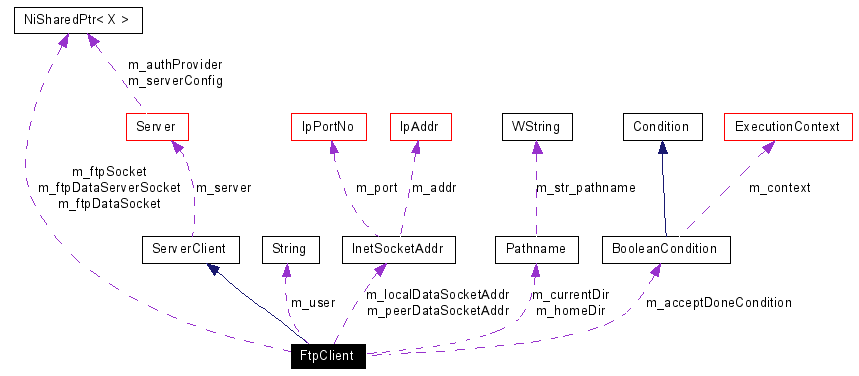 NiSharedPtr< X >
m_authProvider
m_serverConfig
Server
IpPortNo
IpAddr
WString
Condition
ExecutionContext
m_ftpSocket
m_ftpDataServerSocket
m_ftpDataSocket
m_server
m_port
m_addr
m_str_pathname
m_context
ServerClient
String
InetSocketAddr
Pathname
BooleanCondition
m_user
m_localDataSocketAddr
m_peerDataSocketAddr
m_currentDir
m_homeDir
m_acceptDoneCondition
FtpClient